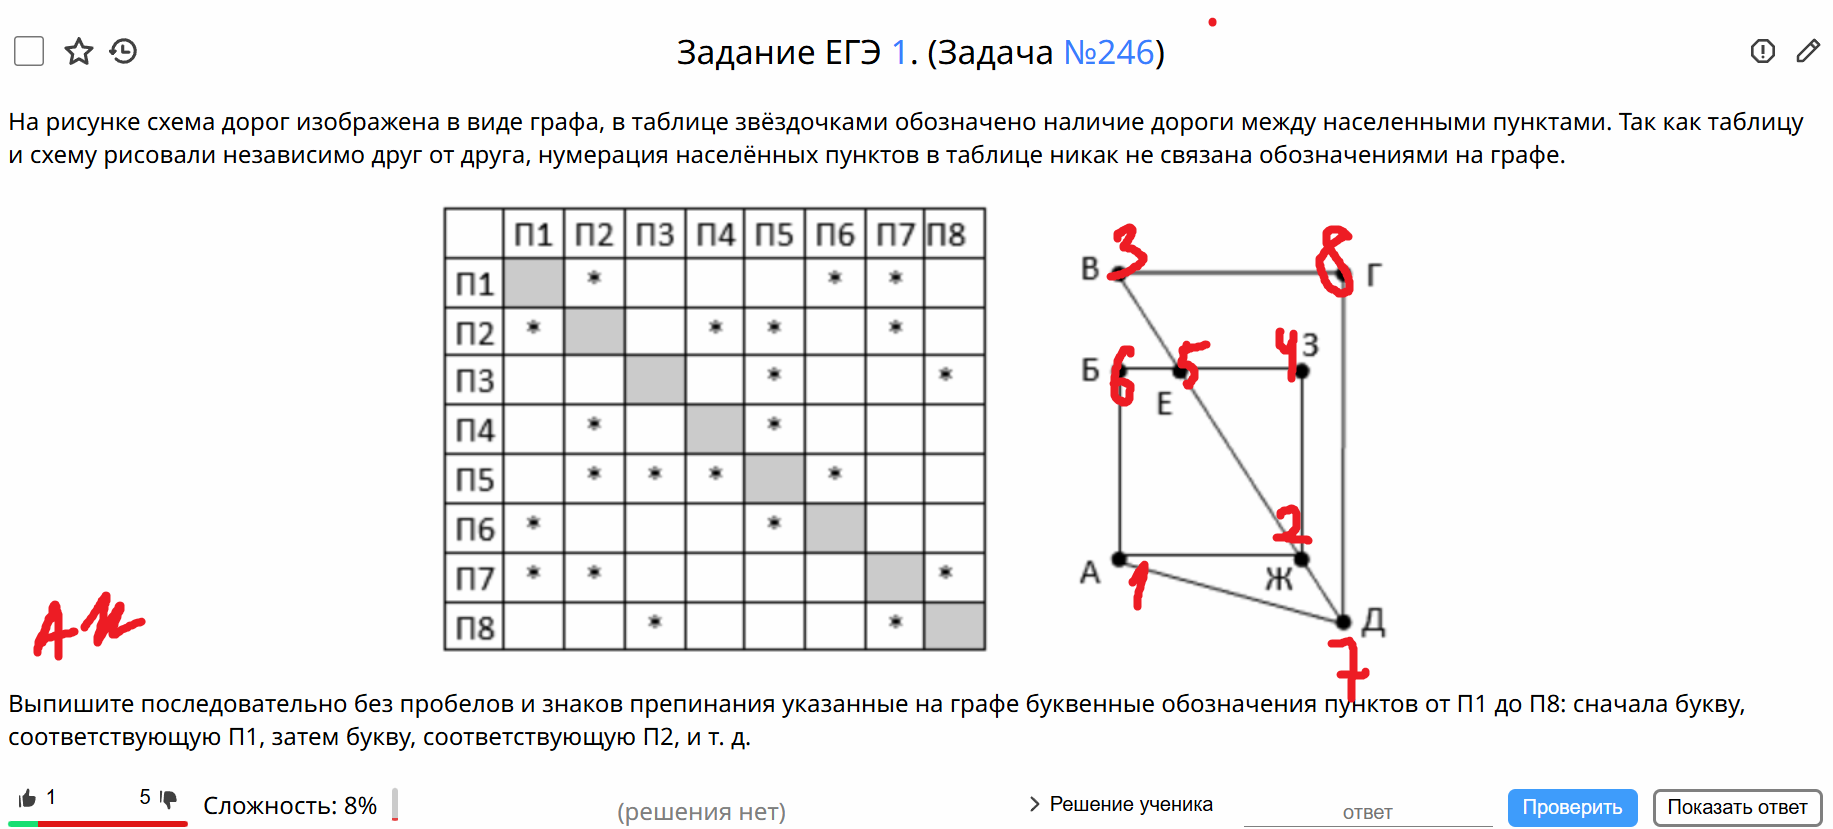 Задание ЕГЭ 1. (Задача №246)
На рисунке схема дорог изображена в виде графа, в таблице звёздочками обозначено наличие дороги между населенными пунктами. Так как таблицу
и схему рисовали независимо друг от друга, нумерация населённых пунктов в таблице никак не связана обозначениями на графе.
П1 П2 П3 П4 П5 П6 П7 П8
П1 * * *
П2 * * * *
П3 * *
П4 * *
П5 * * * *
П6 * *
П7 * * *
П8 * *
В 3 8 Г
Б 6 5 4 З
Е
2
А 1 Ж
Д
7
Выпишите последовательно без пробелов и знаков препинания указанные на графе буквенные обозначения пунктов от П1 до П8: сначала букву,
соответствующую П1, затем букву, соответствующую П2, и т. д.
1 5 Сложность: 8% (решения нет) Решение ученика ответ Проверить Показать ответ